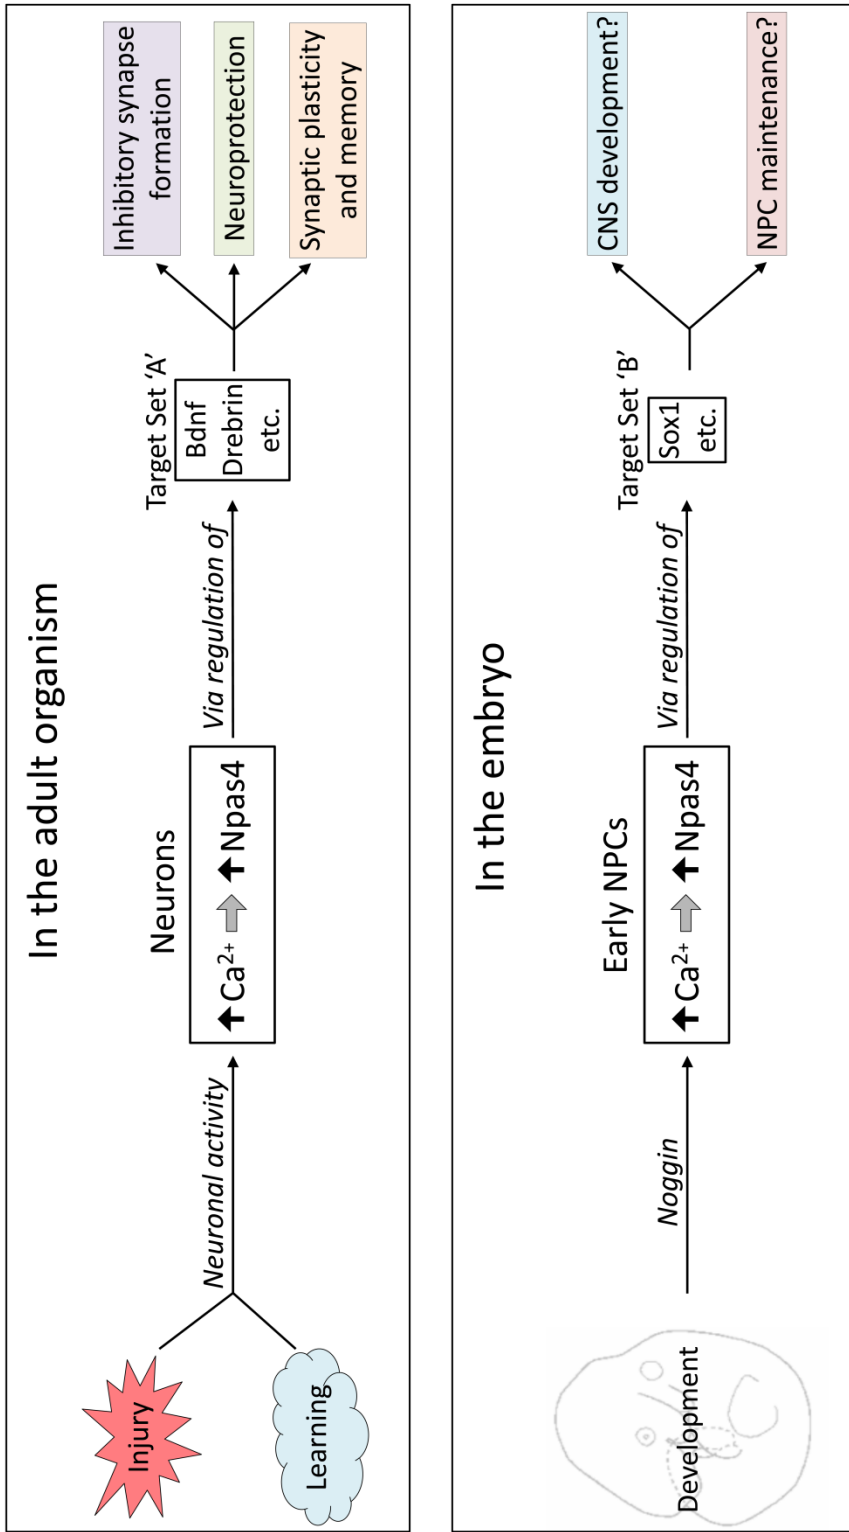 In the adult organism
Injury
Learning
Neuronal activity
Neurons
Ca2+ Npas4
Via regulation of
Target Set ‘A’
Bdnf
Drebrin
etc.
Inhibitory synapse
formation
Neuroprotection
Synaptic plasticity
and memory
In the embryo
Development
Noggin
Early NPCs
Ca2+ Npas4
Via regulation of
Target Set ‘B’
Sox1
etc.
CNS development?
NPC maintenance?